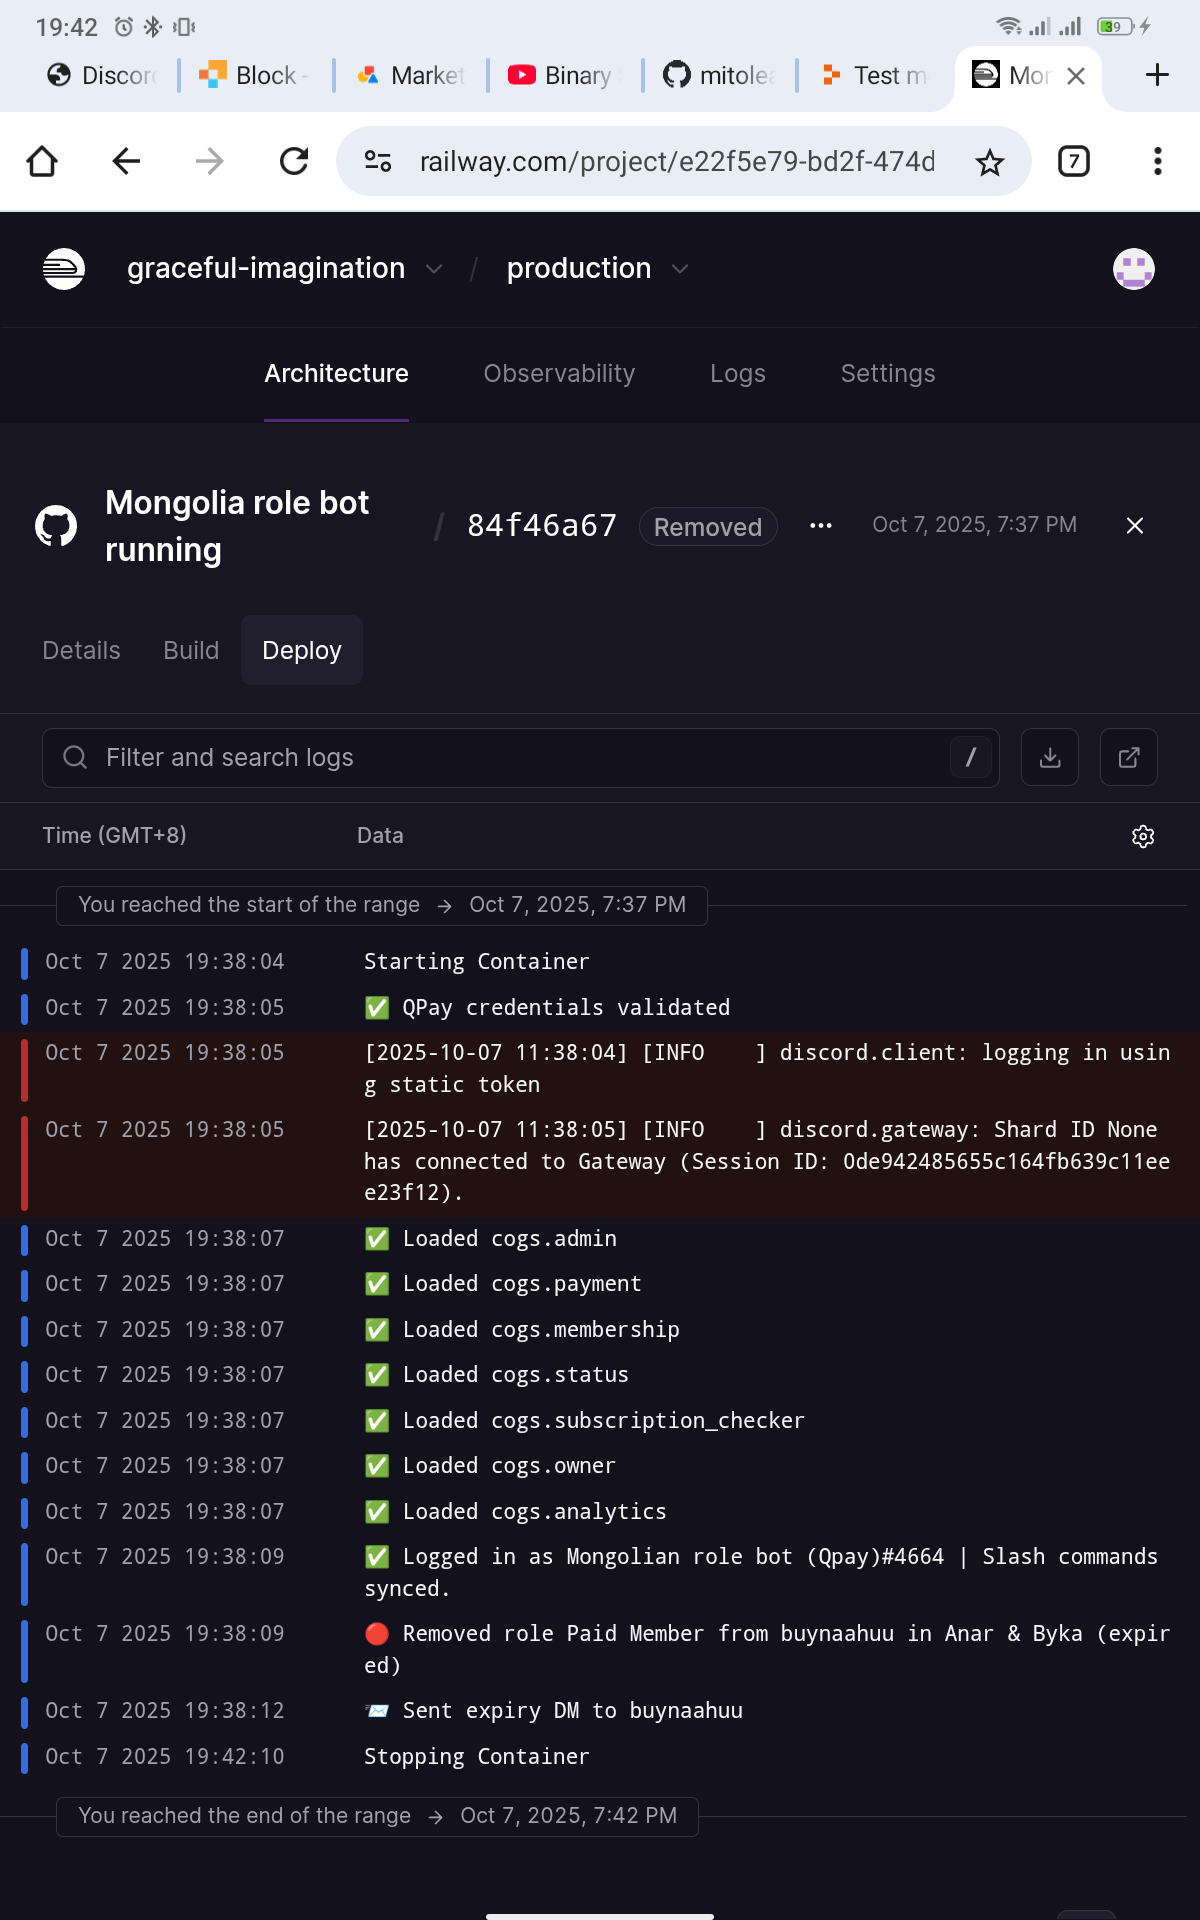 19:42
39
Discor
Block -
Market
Binary
mitolea
Test m
Mor
railway.com/project/e22f5e79-bd2f-474d
7
graceful-imagination / production
Architecture
Observability
Logs
Settings
Mongolia role bot
running
/ 84f46a67
Removed
Oct 7, 2025, 7:37 PM
Details
Build
Deploy
Filter and search logs
/
Time (GMT+8)
Data
You reached the start of the range → Oct 7, 2025, 7:37 PM
Oct 7 2025 19:38:04 Starting Container
Oct 7 2025 19:38:05 ✅ QPay credentials validated
Oct 7 2025 19:38:05 [2025-10-07 11:38:04] [INFO    ] discord.client: logging in usin
g static token
Oct 7 2025 19:38:05 [2025-10-07 11:38:05] [INFO    ] discord.gateway: Shard ID None
has connected to Gateway (Session ID: 0de942485655c164fb639c11ee
e23f12).
Oct 7 2025 19:38:07 ✅ Loaded cogs.admin
Oct 7 2025 19:38:07 ✅ Loaded cogs.payment
Oct 7 2025 19:38:07 ✅ Loaded cogs.membership
Oct 7 2025 19:38:07 ✅ Loaded cogs.status
Oct 7 2025 19:38:07 ✅ Loaded cogs.subscription_checker
Oct 7 2025 19:38:07 ✅ Loaded cogs.owner
Oct 7 2025 19:38:07 ✅ Loaded cogs.analytics
Oct 7 2025 19:38:09 ✅ Logged in as Mongolian role bot (Qpay)#4664 | Slash commands
synced.
Oct 7 2025 19:38:09 🔴 Removed role Paid Member from buynaahuu in Anar & Byka (expir
ed)
Oct 7 2025 19:38:12 📨 Sent expiry DM to buynaahuu
Oct 7 2025 19:42:10 Stopping Container
You reached the end of the range → Oct 7, 2025, 7:42 PM